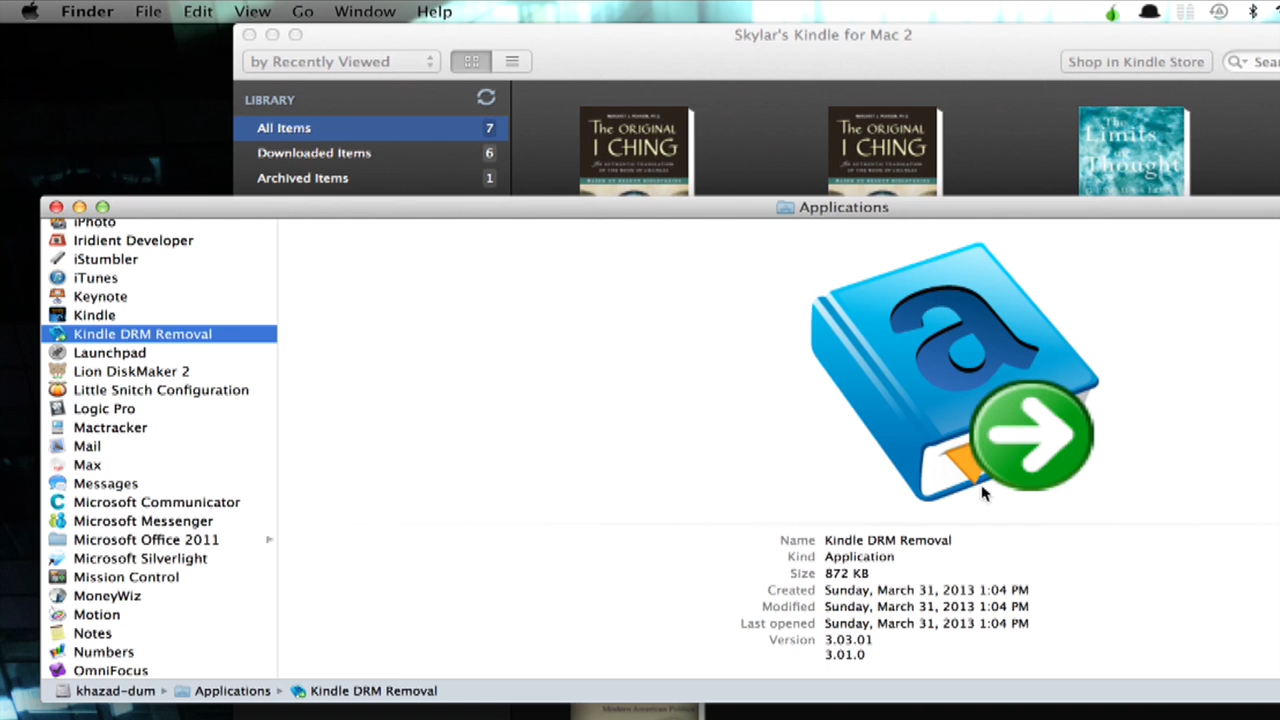 Finder File Edit View Go Window Help
Skylar's Kindle for Mac 2
by Recently Viewed
Shop in Kindle Store
LIBRARY
All Items 7
Downloaded Items 6
Archived Items 1
The ORIGINAL
I CHING
The ORIGINAL
I CHING
The
Limits
Thought
Applications
iPhoto
Iridient Developer
iStumbler
iTunes
Keynote
Kindle
Kindle DRM Removal
Launchpad
Lion DiskMaker 2
Little Snitch Configuration
Logic Pro
Mactracker
Mail
Max
Messages
Microsoft Communicator
Microsoft Messenger
Microsoft Office 2011
Microsoft Silverlight
Mission Control
MoneyWiz
Motion
Notes
Numbers
OmniFocus
a
Name Kindle DRM Removal
Kind Application
Size 872 KB
Created Sunday, March 31, 2013 1:04 PM
Modified Sunday, March 31, 2013 1:04 PM
Last opened Sunday, March 31, 2013 1:04 PM
Version 3.03.01
3.01.0
khazad-dum Applications Kindle DRM Removal
Modern American Politics